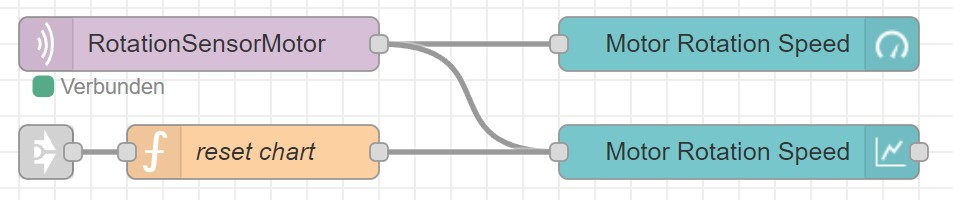 RotationSensorMotor
Motor Rotation Speed
Verbunden
reset chart
Motor Rotation Speed